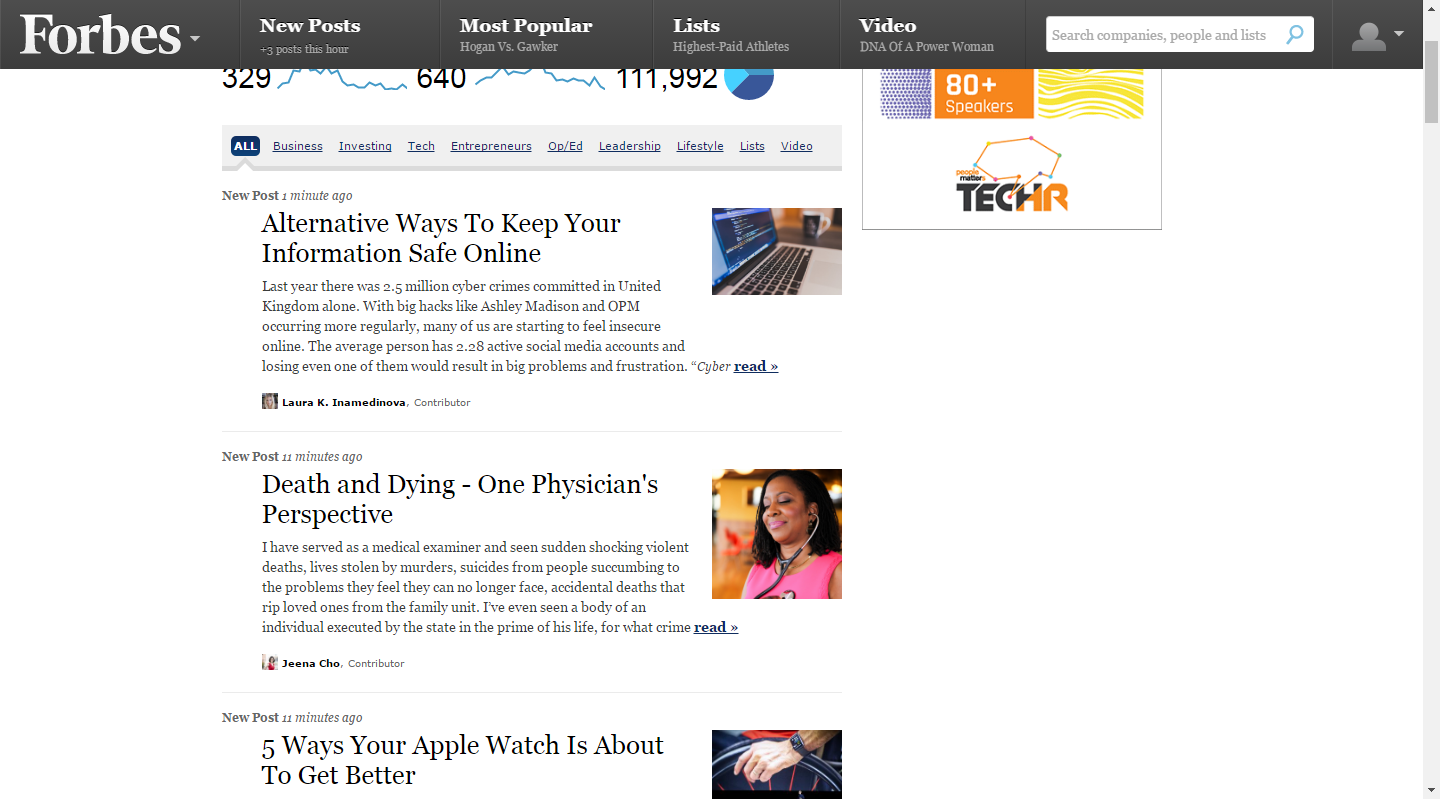 Forbes
New Posts
+3 posts this hour
Most Popular
Hogan Vs. Gawker
Lists
Highest-Paid Athletes
Video
DNA Of A Power Woman
Search companies, people and lists
329
640
111,992
80+
Speakers
people
matters
TECHR
ALL Business Investing Tech Entrepreneurs Op/Ed Leadership Lifestyle Lists Video
New Post 1 minute ago
Alternative Ways To Keep Your
Information Safe Online
Last year there was 2.5 million cyber crimes committed in United
Kingdom alone. With big hacks like Ashley Madison and OPM
occurring more regularly, many of us are starting to feel insecure
online. The average person has 2.28 active social media accounts and
losing even one of them would result in big problems and frustration. “Cyber read »
Laura K. Inamedinova, Contributor
New Post 11 minutes ago
Death and Dying - One Physician's
Perspective
I have served as a medical examiner and seen sudden shocking violent
deaths, lives stolen by murders, suicides from people succumbing to
the problems they feel they can no longer face, accidental deaths that
rip loved ones from the family unit. I’ve even seen a body of an
individual executed by the state in the prime of his life, for what crime read »
Jeena Cho, Contributor
New Post 11 minutes ago
5 Ways Your Apple Watch Is About
To Get Better